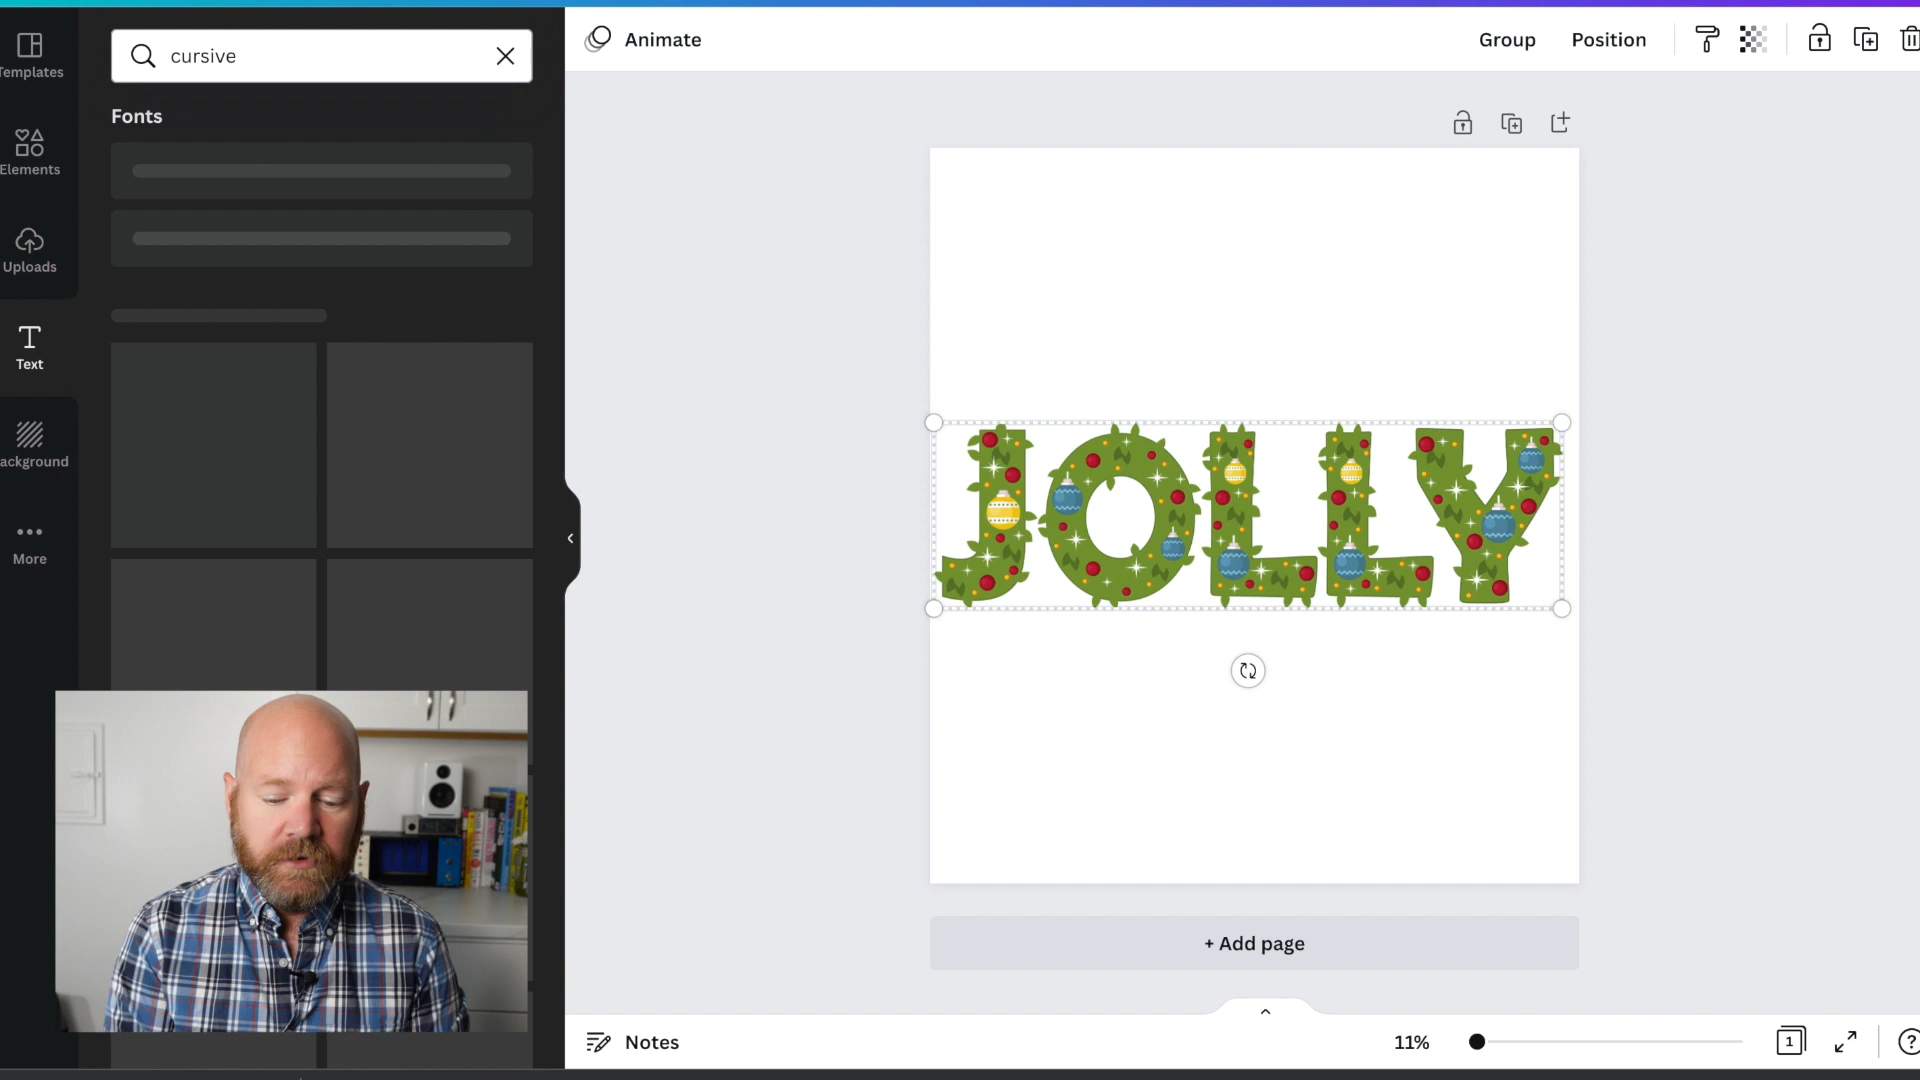 cursive
Animate
Group
Position
Templates
Fonts
Elements
Uploads
Text
ackground
More
JOLLY
+ Add page
Notes
11%
1
?